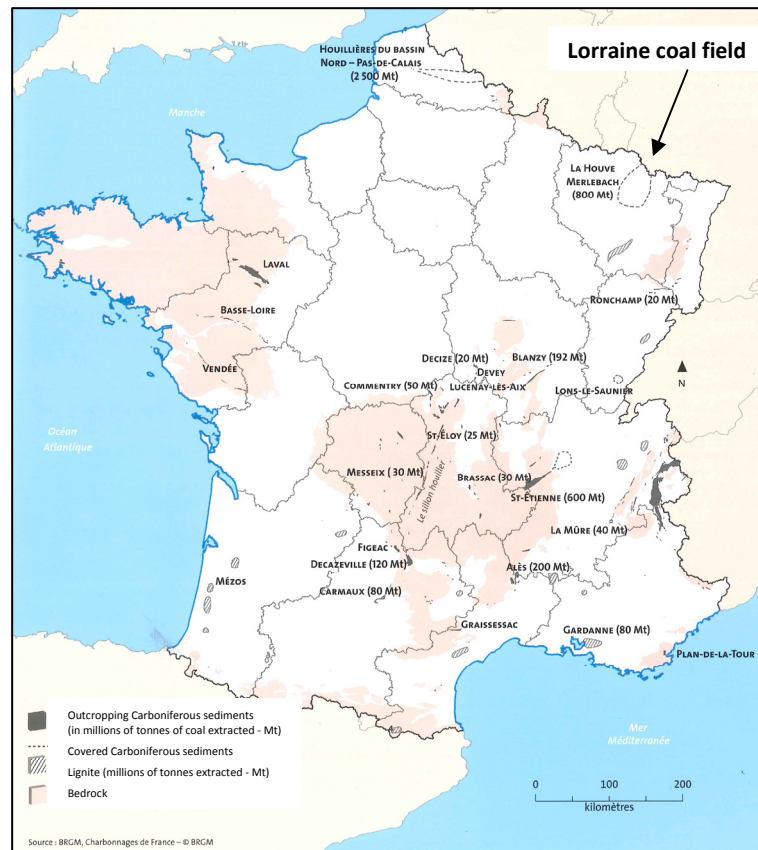 HOUILLÈRES DU BASSIN
NORD – PAS-DE-CALAIS
(2 500 Mt)
Lorraine coal field
Manche
LA HOUVE
MERLEBACH
(800 Mt)
LAVAL
RONCHAMP (20 Mt)
BASSE-LOIRE
VENDÉE
DECIZE (20 Mt)
BLANZY (192 Mt)
DEVEY
COMMENTRY (50 Mt)
LUCENAY-LÈS-AIX
LONS-LE-SAUNIER
N
Océan
Atlantique
ST-ÉLOY (25 Mt)
MESSEIX (30 Mt)
BRASSAC (30 Mt)
Le sillon houiller
ST-ÉTIENNE (600 Mt)
LA MÛRE (40 Mt)
FIGEAC
DECAZEVILLE (120 Mt)
ALÈS (200 Mt)
MÉZOS
CARMAUX (80 Mt)
GRAISSESSAC
GARDANNE (80 Mt)
PLAN-DE-LA-TOUR
Outcropping Carboniferous sediments
(in millions of tonnes of coal extracted - Mt)
Covered Carboniferous sediments
Lignite (millions of tonnes extracted - Mt)
Bedrock
Mer
Méditerranée
0 100 200
kilomètres
Source : BRGM, Charbonnages de France – © BRGM